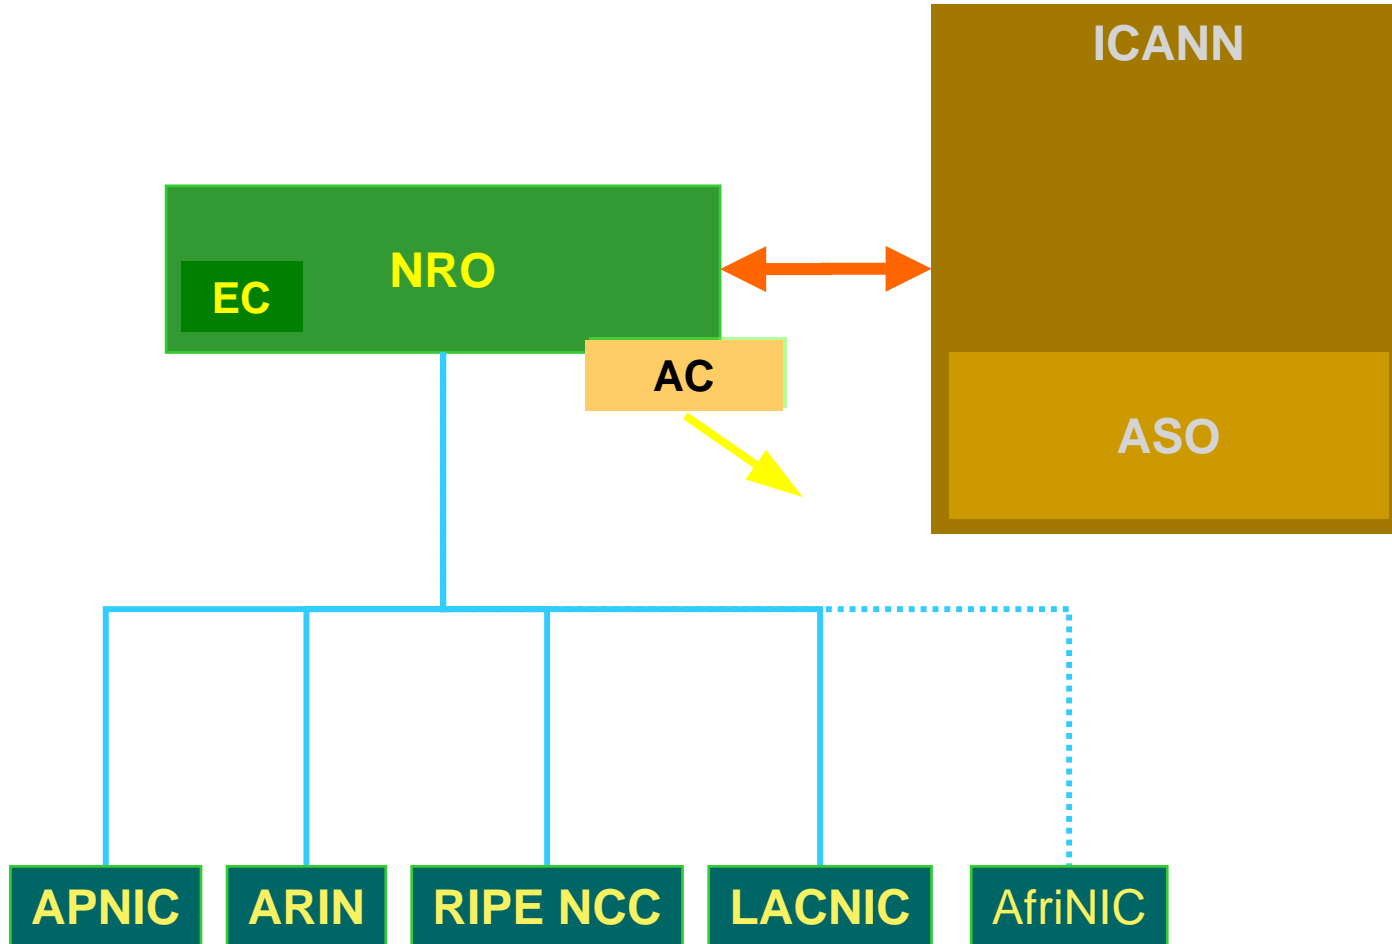 ICANN
NRO
EC
AC
ASO
APNIC
ARIN
RIPE NCC
LACNIC
AfriNIC